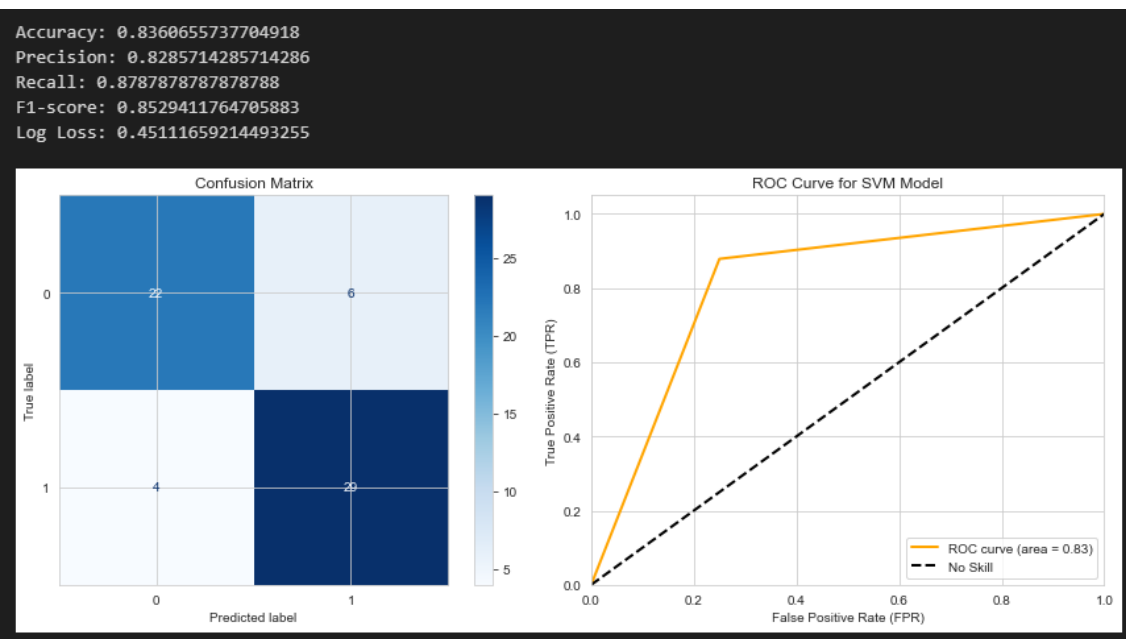 Accuracy: 0.8360655737704918
Precision: 0.8285714285714286
Recall: 0.8787878787878788
F1-score: 0.8529411764705883
Log Loss: 0.45111659214493255
Confusion Matrix
22
6
4
29
0
1
True label
0
1
Predicted label
25
20
15
10
5
ROC Curve for SVM Model
1.0
0.8
0.6
0.4
0.2
0.0
True Positive Rate (TPR)
0.0
0.2
0.4
0.6
0.8
1.0
False Positive Rate (FPR)
ROC curve (area = 0.83)
No Skill